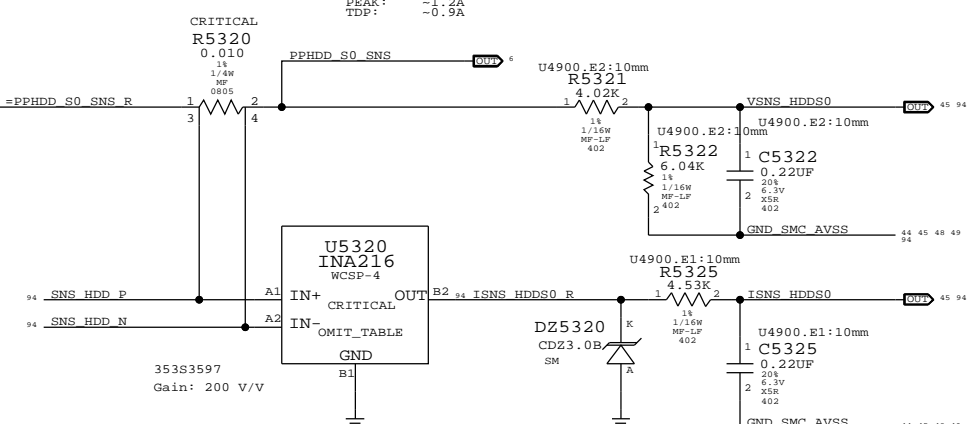 PEAK: ~1.2A
TDP: ~0.9A
CRITICAL
R5320
0.010
1%
1/4W
MF
0805
PPHDD_S0_SNS
OUT 6
=PPHDD_S0_SNS_R
1 2
3 4
U4900.E2:10mm
R5321
4.02K
1 2
1%
1/16W
MF-LF
402
VSNS_HDDS0
OUT 45 94
U4900.E2:10mm
U4900.E2:10mm
1
R5322
6.04K
1%
1/16W
MF-LF
402
2
C5322
1
0.22UF
20%
6.3V
X5R
402
2
GND_SMC_AVSS
44 45 48 49
94
U5320
INA216
WCSP-4
94 SNS_HDD_P
A1 IN+
CRITICAL
OUT B2
94 ISNS_HDDS0_R
94 SNS_HDD_N
A2 IN-
OMIT_TABLE
GND
B1
353S3597
Gain: 200 V/V
U4900.E1:10mm
R5325
4.53K
1 2
1%
1/16W
MF-LF
402
ISNS_HDDS0
OUT 45 94
DZ5320
CDZ3.0B
SM
K
A
U4900.E1:10mm
1
C5325
0.22UF
20%
6.3V
X5R
402
2
GND_SMC_AVSS